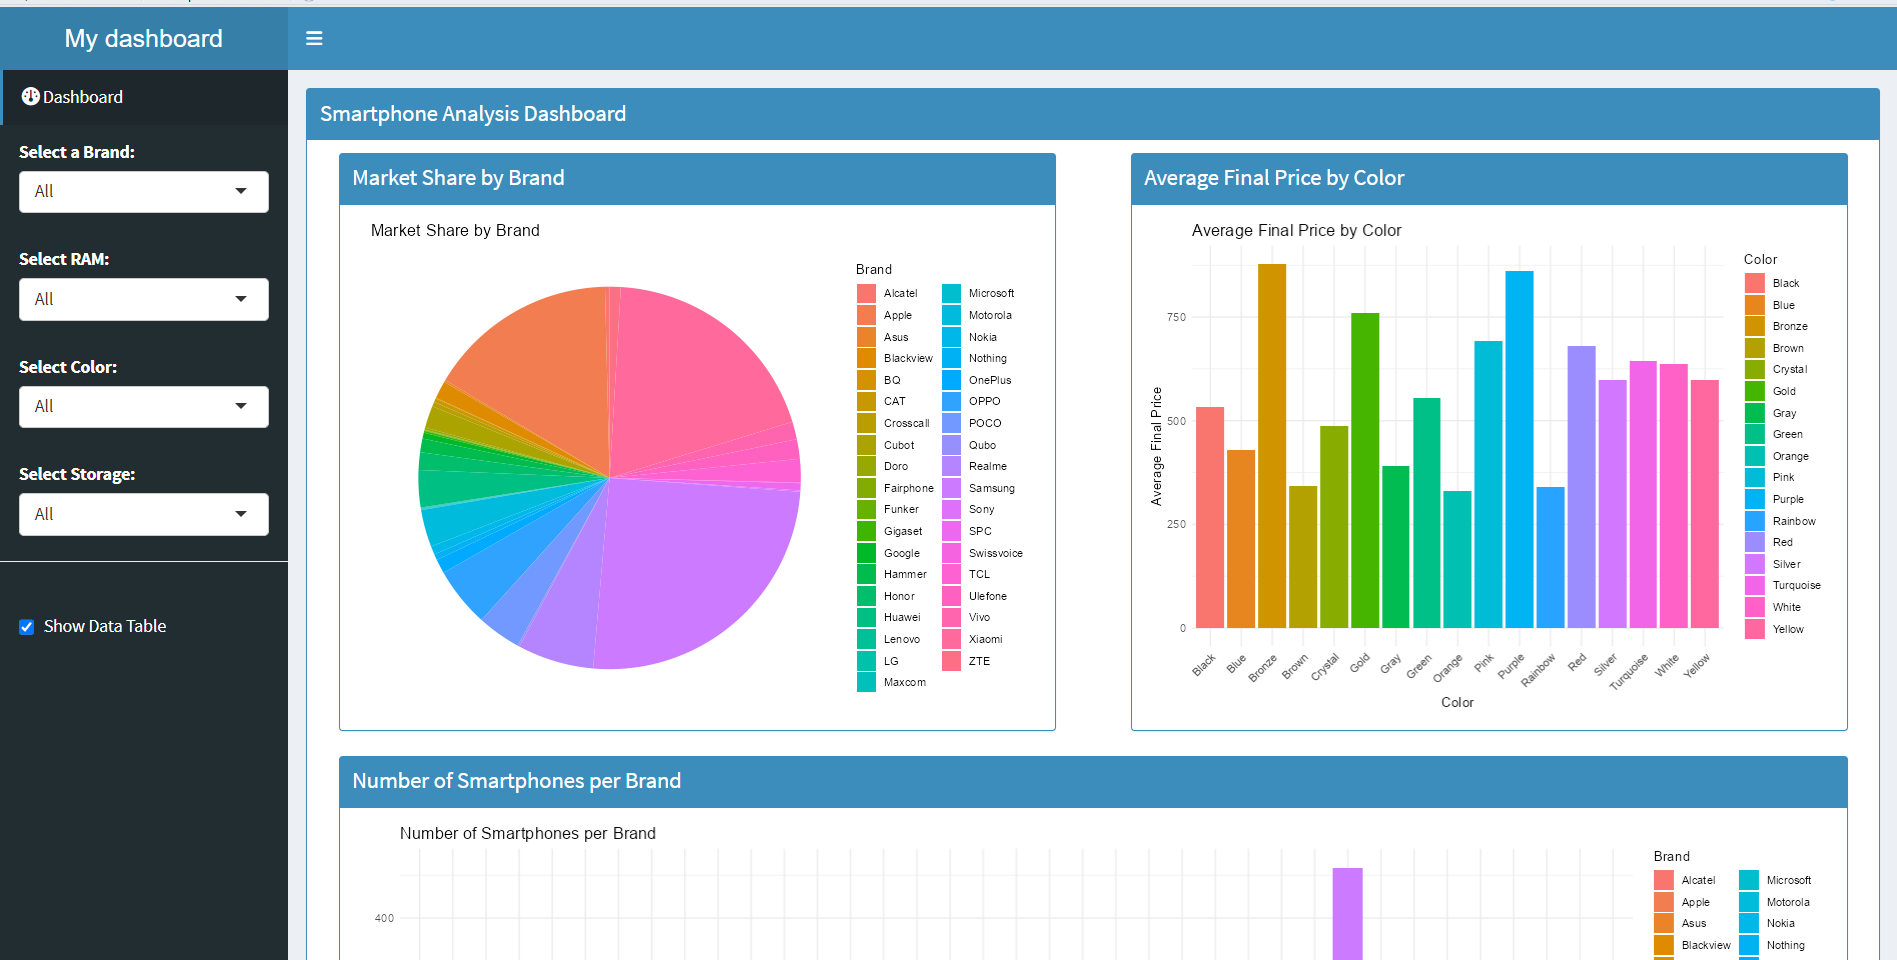 My dashboard
Dashboard
Select a Brand:
All
Select RAM:
All
Select Color:
All
Select Storage:
All
Show Data Table
Smartphone Analysis Dashboard
Market Share by Brand
Market Share by Brand
Brand
Alcatel
Apple
Asus
Blackview
BQ
CAT
Crosscall
Cubot
Doro
Fairphone
Funker
Gigaset
Google
Hammer
Honor
Huawei
Lenovo
LG
Maxcom
Microsoft
Motorola
Nokia
Nothing
OnePlus
OPPO
POCO
Qubo
Realme
Samsung
Sony
SPC
Swissvoice
TCL
Ulefone
Vivo
Xiaomi
ZTE
Average Final Price by Color
Average Final Price by Color
Average Final Price
750
500
250
0
Black
Blue
Bronze
Brown
Crystal
Gold
Gray
Green
Orange
Pink
Purple
Rainbow
Red
Silver
Turquoise
White
Yellow
Color
Color
Black
Blue
Bronze
Brown
Crystal
Gold
Gray
Green
Orange
Pink
Purple
Rainbow
Red
Silver
Turquoise
White
Yellow
Number of Smartphones per Brand
Number of Smartphones per Brand
400
Brand
Alcatel
Apple
Asus
Blackview
Microsoft
Motorola
Nokia
Nothing